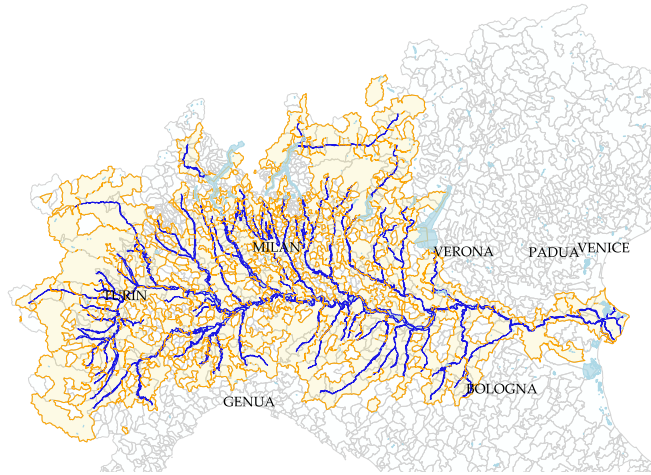 MILAN
VERONA
PADUA
VENICE
TURIN
BOLOGNA
GENUA